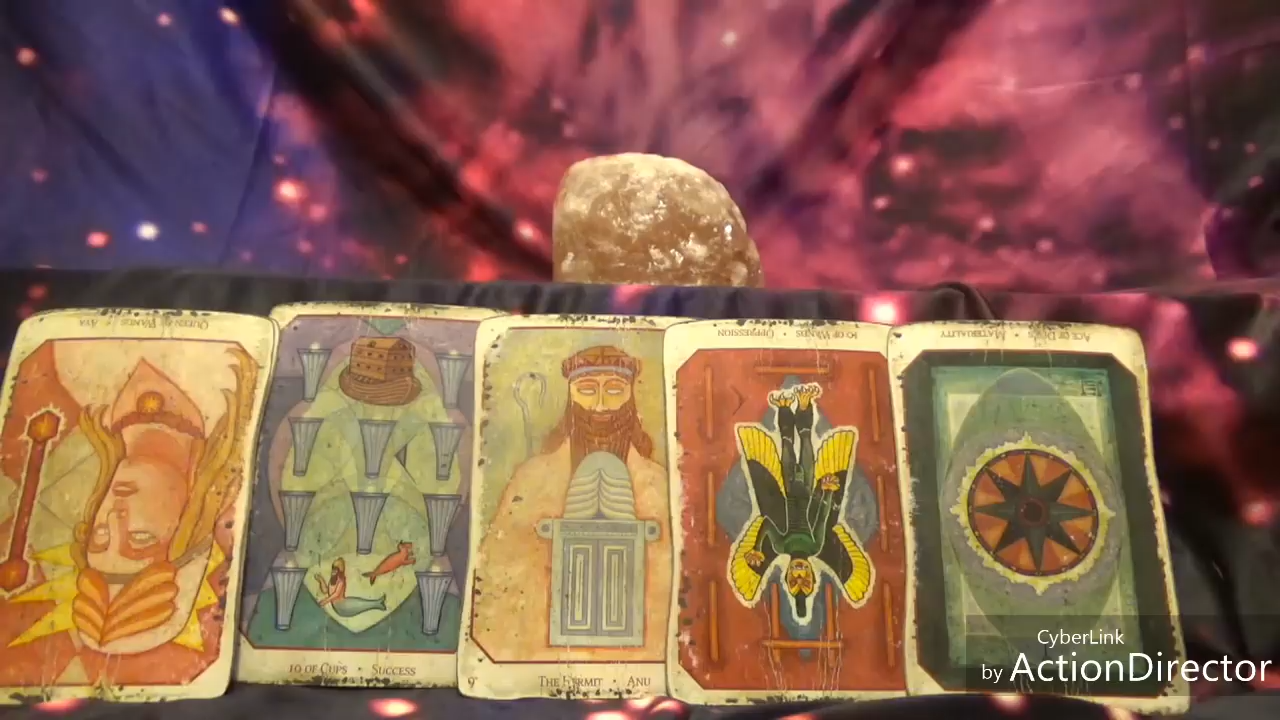 QUEEN OF WANDS • AYA
10 OF CUPS • SUCCESS
9
THE HERMIT • ANU
10 OF WANDS • OPPRESSION
ACE OF DISKS • MATERIALITY
CyberLink
by ActionDirector